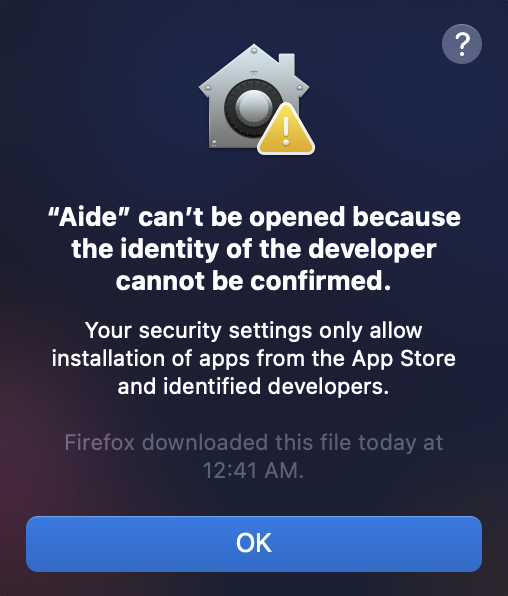 ?
“Aide” can’t be opened because
the identity of the developer
cannot be confirmed.
Your security settings only allow
installation of apps from the App Store
and identified developers.
Firefox downloaded this file today at
12:41 AM.
OK